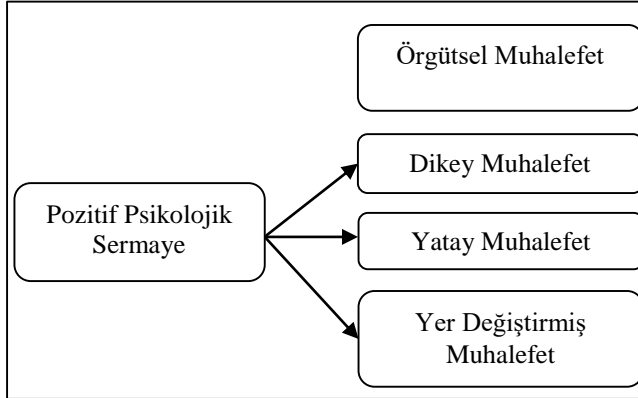 Örgütsel Muhalefet
Dikey Muhalefet
Pozitif Psikolojik
Sermaye
Yatay Muhalefet
Yer Değiştirmiş
Muhalefet